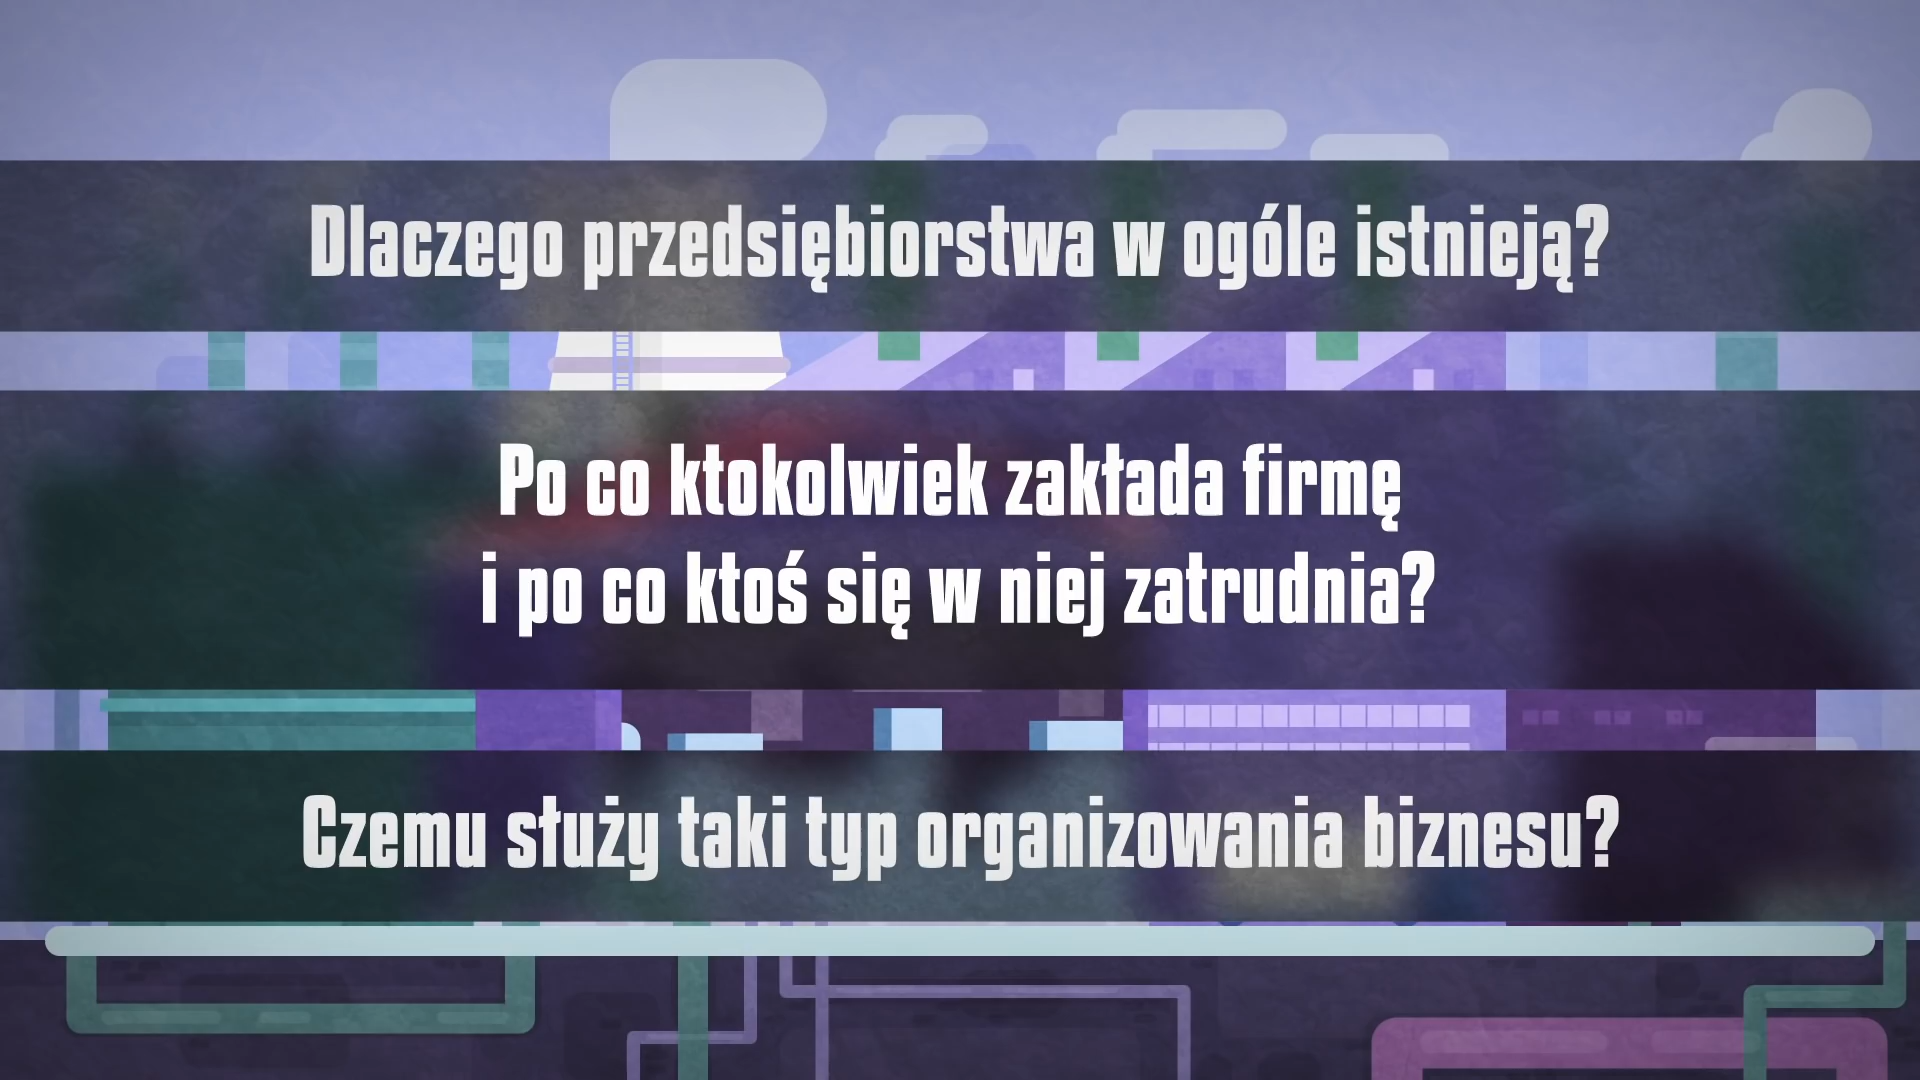 Dlaczego przedsiębiorstwa w ogóle istnieją?
Po co ktokolwiek zakłada firmę
i po co ktoś się w niej zatrudnia?
Czemu służy taki typ organizowania biznesu?